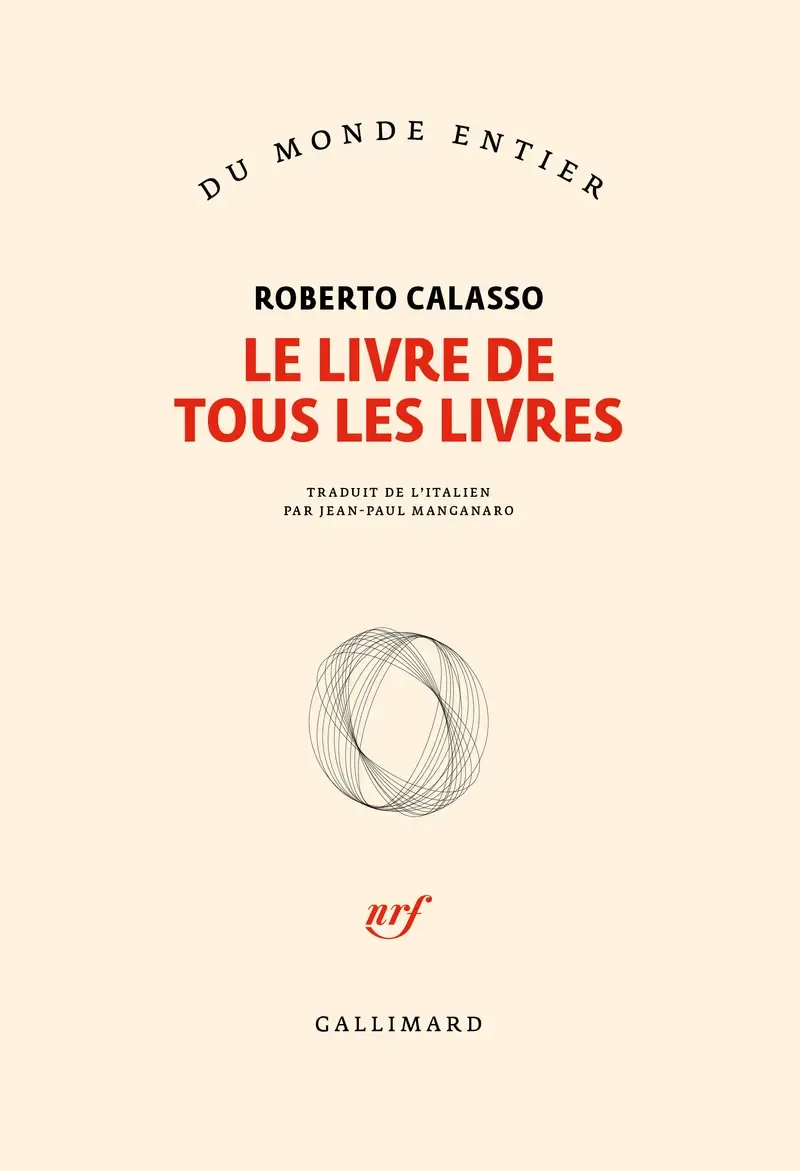 DU MONDE ENTIER
ROBERTO CALASSO
LE LIVRE DE
TOUS LES LIVRES
TRADUIT DE L'ITALIEN
PAR JEAN-PAUL MANGANARO
nrf
GALLIMARD